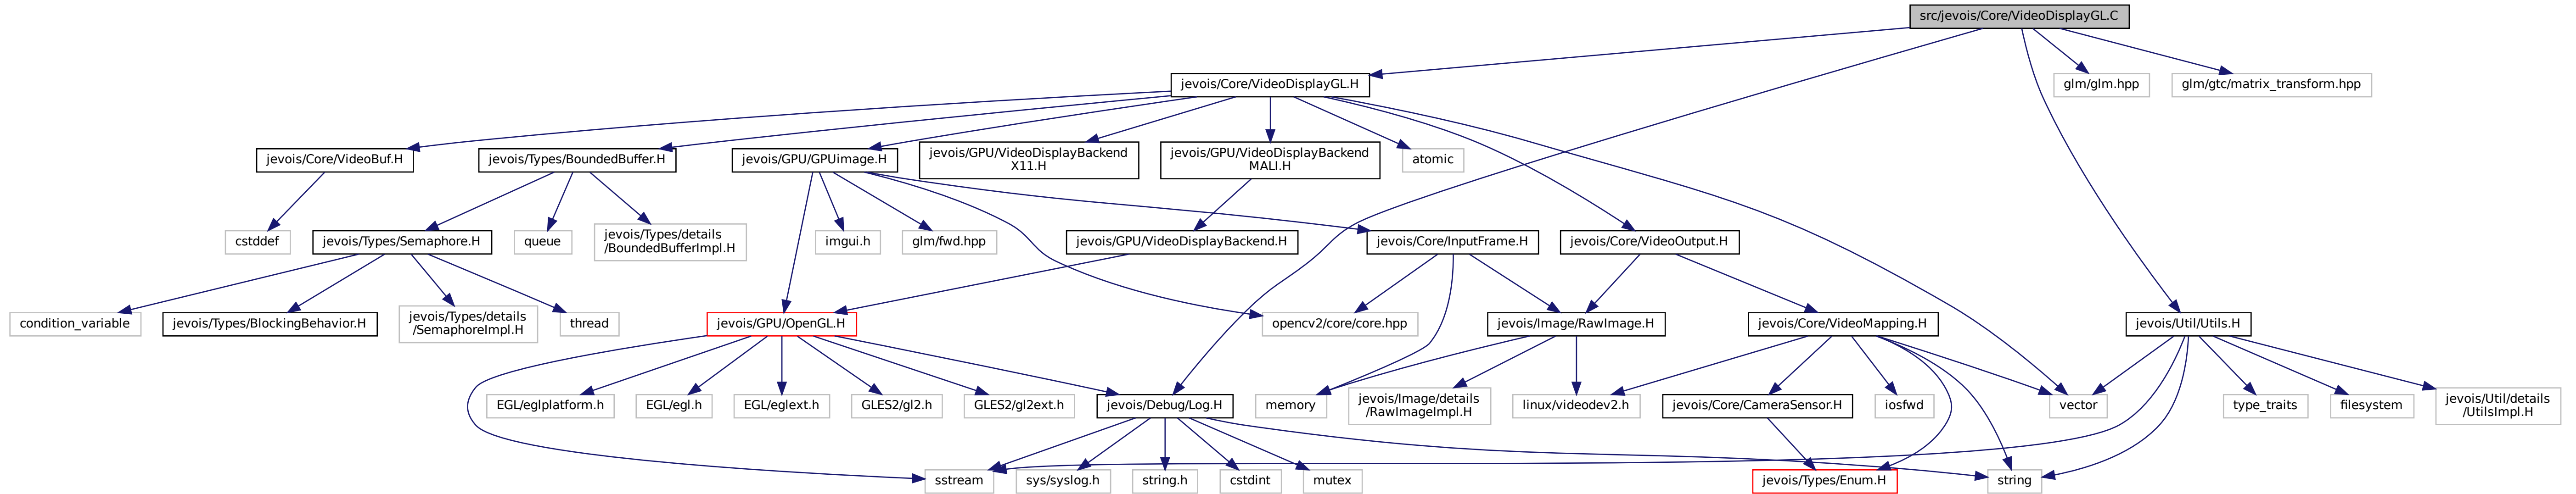 src/jevois/Core/VideoDisplayGL.C
jevois/Core/VideoDisplayGL.H
glm/glm.hpp
glm/gtc/matrix_transform.hpp
jevois/Core/VideoBuf.H
jevois/Types/BoundedBuffer.H
jevois/GPU/GPUimage.H
jevois/GPU/VideoDisplayBackend
X11.H
jevois/GPU/VideoDisplayBackend
MALI.H
atomic
cstddef
jevois/Types/Semaphore.H
queue
jevois/Types/details
/BoundedBufferImpl.H
imgui.h
glm/fwd.hpp
jevois/GPU/VideoDisplayBackend.H
jevois/Core/InputFrame.H
jevois/Core/VideoOutput.H
condition_variable
jevois/Types/BlockingBehavior.H
jevois/Types/details
/SemaphoreImpl.H
thread
jevois/GPU/OpenGL.H
opencv2/core/core.hpp
jevois/Image/RawImage.H
jevois/Core/VideoMapping.H
jevois/Util/Utils.H
EGL/eglplatform.h
EGL/egl.h
EGL/eglext.h
GLES2/gl2.h
GLES2/gl2ext.h
jevois/Debug/Log.H
memory
jevois/Image/details
/RawImageImpl.H
linux/videodev2.h
jevois/Core/CameraSensor.H
iosfwd
vector
type_traits
filesystem
jevois/Util/details
/UtilsImpl.H
sstream
sys/syslog.h
string.h
cstdint
mutex
jevois/Types/Enum.H
string